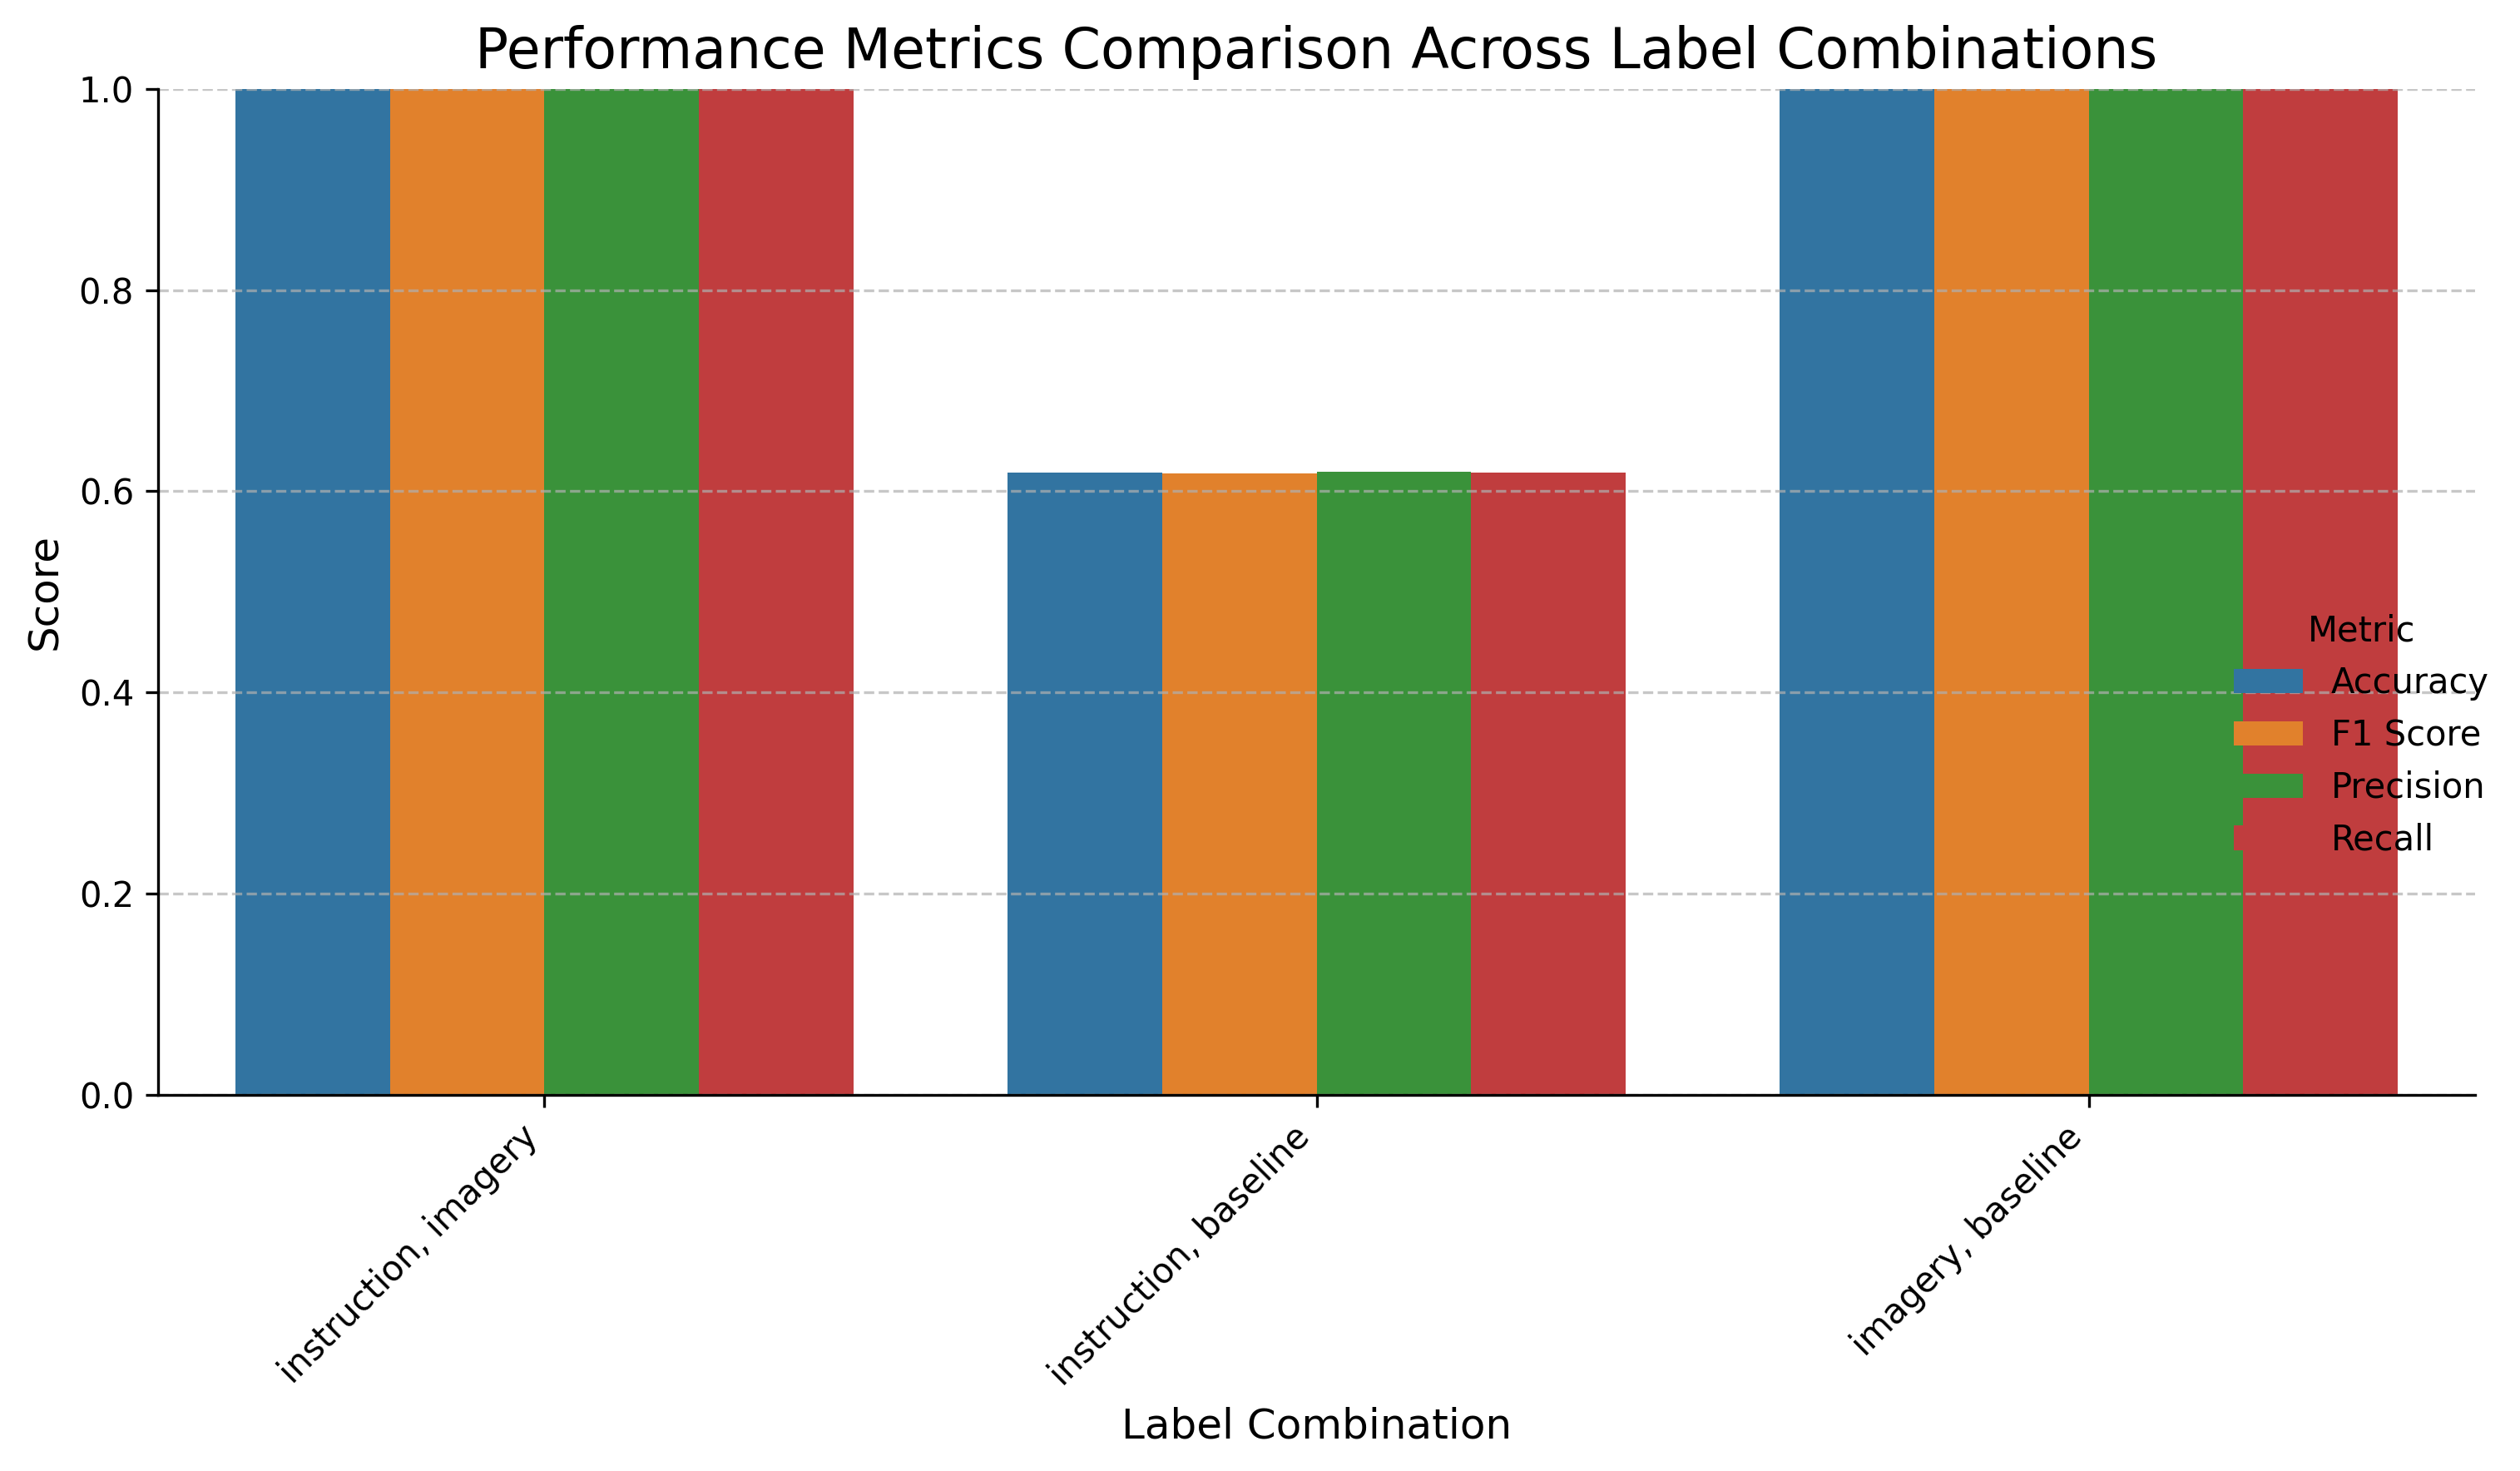 Performance Metrics Comparison Across Label Combinations
1.0
0.8
0.6
0.4
0.2
0.0
Score
Metric
Accuracy
F1 Score
Precision
Recall
instruction, imagery
instruction, baseline
imagery, baseline
Label Combination